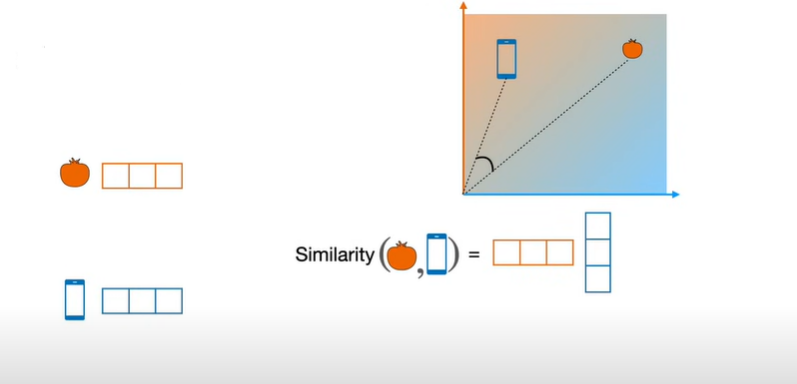 Similarity ( , ) =